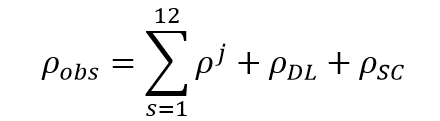 ρ_obs = ∑_{s=1}^{12} ρ^j + ρ_DL + ρ_SC